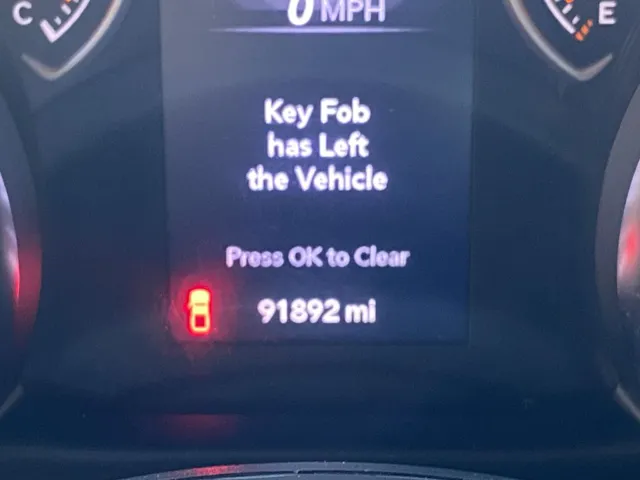 C
0 MPH
E
Key Fob
has Left
the Vehicle
Press OK to Clear
91892 mi